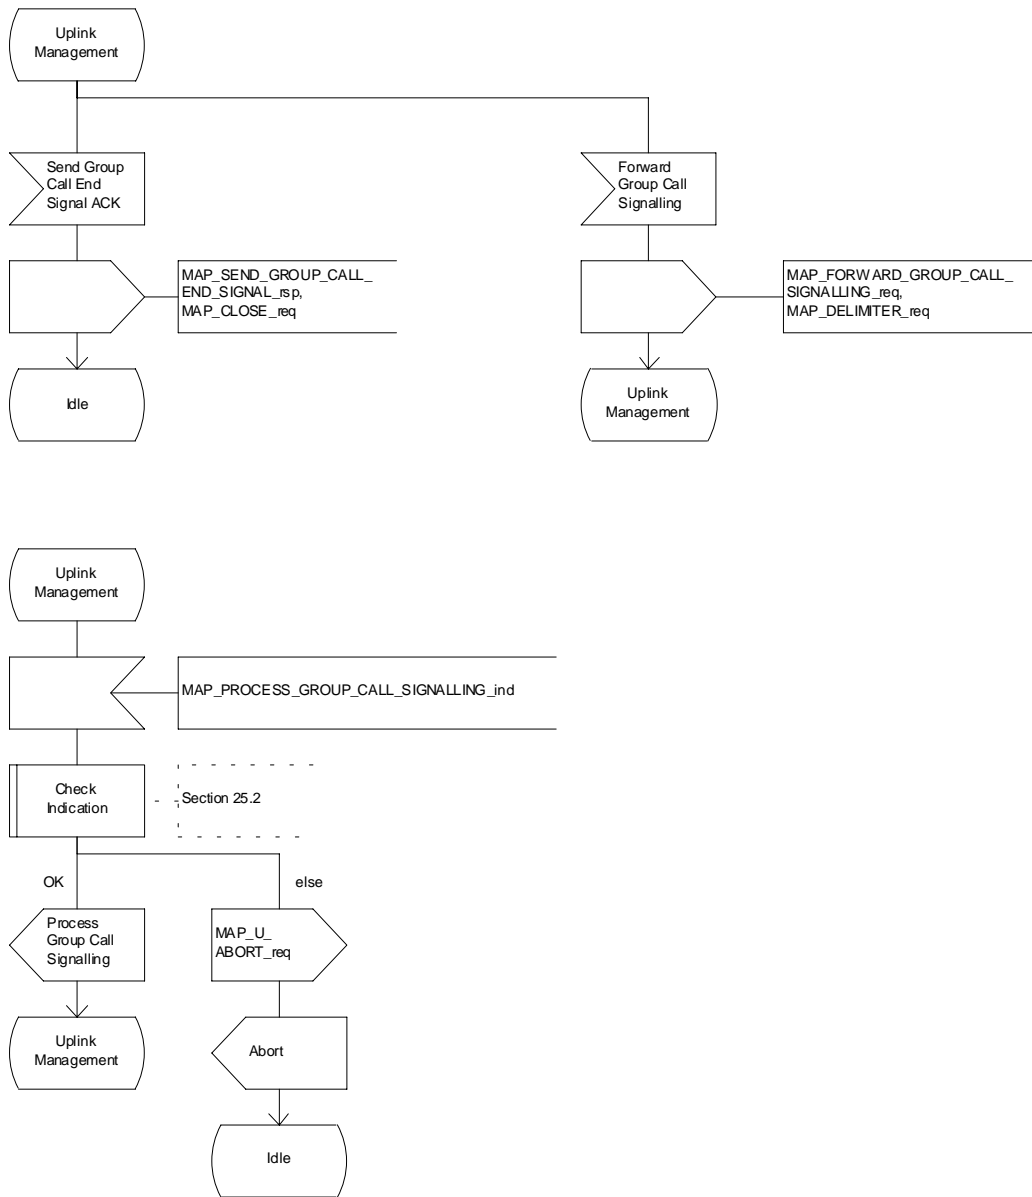 Uplink
Management
Send Group
Call End
Signal ACK
Forward
Group Call
Signalling
MAP_SEND_GROUP_CALL_
END_SIGNAL_rsp,
MAP_CLOSE_req
MAP_FORWARD_GROUP_CALL_
SIGNALLING_req,
MAP_DELIMITER_req
Idle
Uplink
Management
Uplink
Management
MAP_PROCESS_GROUP_CALL_SIGNALLING_ind
Check
Indication
Section 25.2
OK
else
Process
Group Call
Signalling
MAP_U_
ABORT_req
Uplink
Management
Abort
Idle